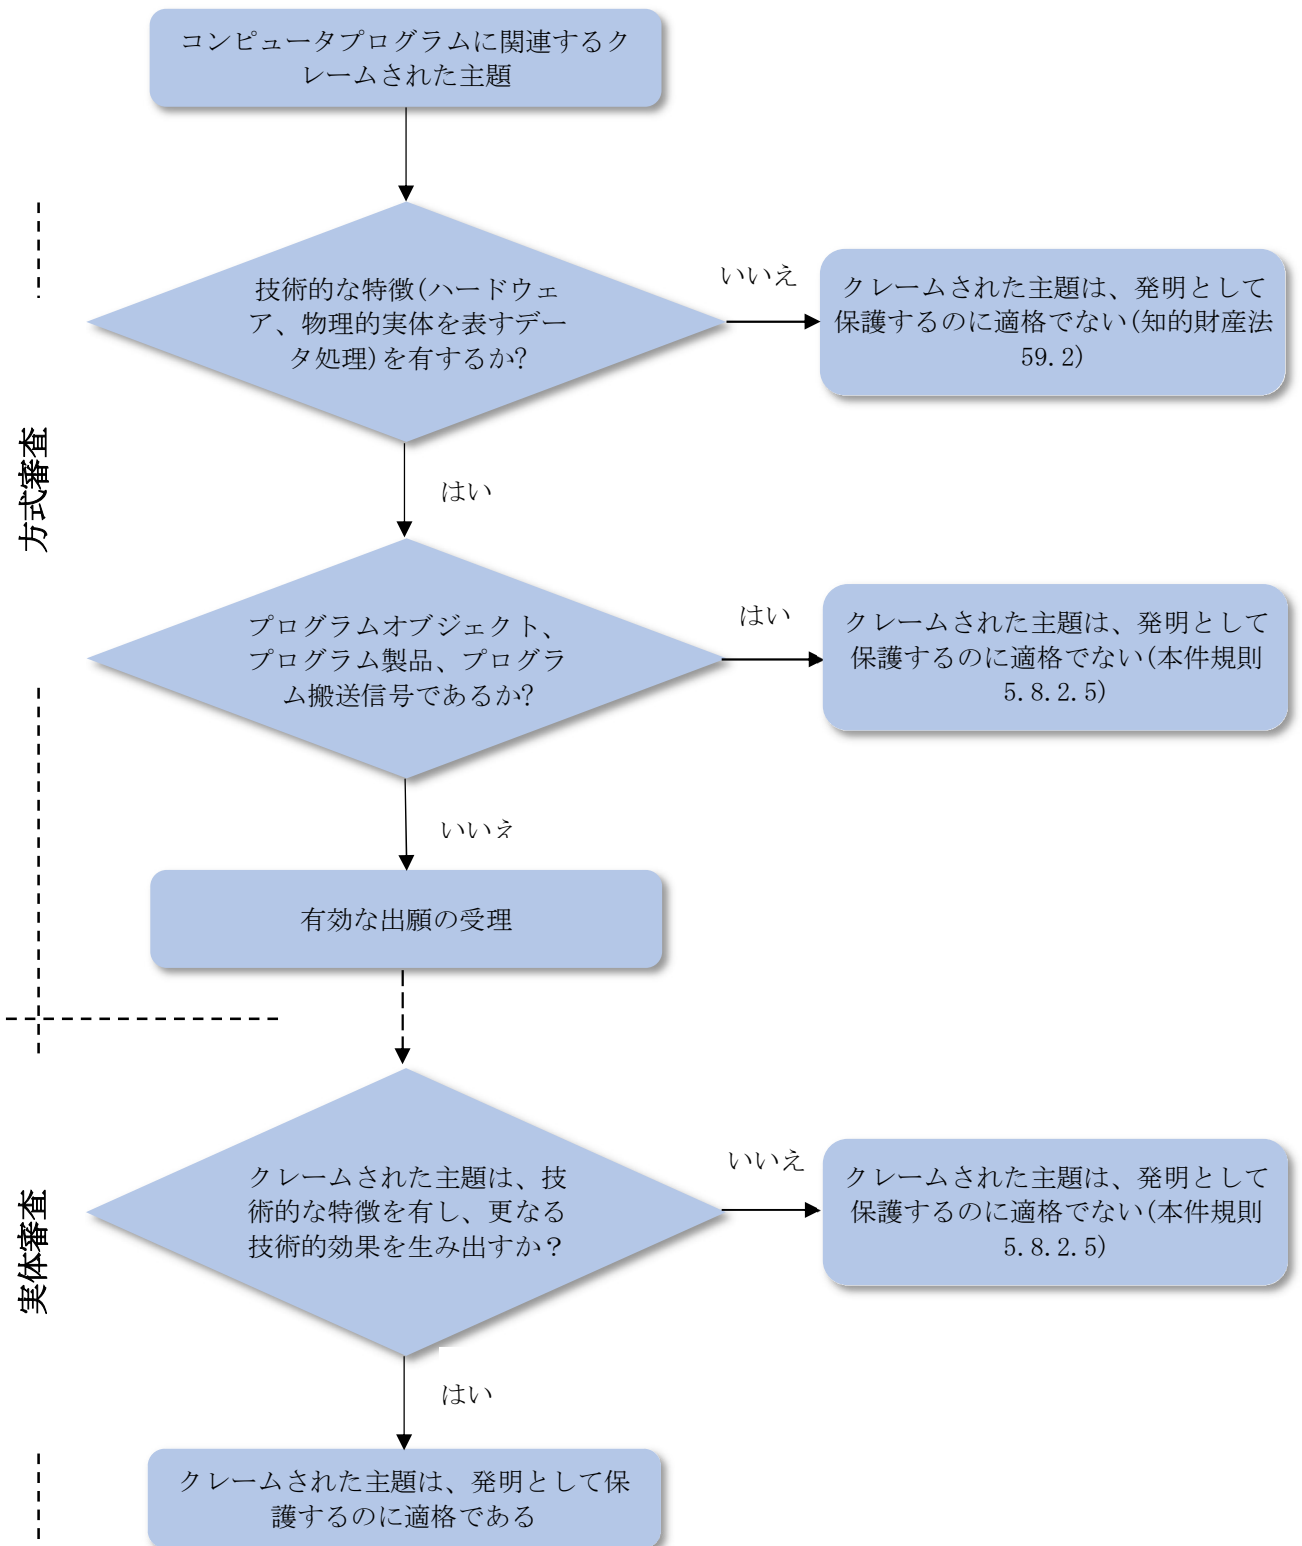 コンピュータプログラムに関連するク
レームされた主題
技術的な特徴(ハードウェ
ア、物理的実体を表すデー
タ処理)を有するか?
いいえ
クレームされた主題は、発明として
保護するのに適格でない(知的財産法
59.2)
方式審査
はい
プログラムオブジェクト、
プログラム製品、プログラ
ム搬送信号であるか?
はい
クレームされた主題は、発明として
保護するのに適格でない(本件規則
5.8.2.5)
いいえ
有効な出願の受理
クレームされた主題は、技
術的な特徴を有し、更なる
技術的効果を生み出すか？
いいえ
クレームされた主題は、発明として
保護するのに適格でない(本件規則
5.8.2.5)
実体審査
はい
クレームされた主題は、発明として保
護するのに適格である